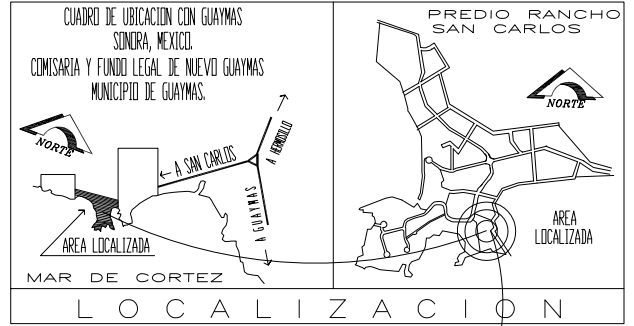 CUADRO DE UBICACION CON GUAYMAS
SONORA, MEXICO.
COMISARIA Y FUNDO LEGAL DE NUEVO GUAYMAS
MUNICIPIO DE GUAYMAS.
NORTE
A SAN CARLOS
A HERMOSILLO
A GUAYMAS
AREA LOCALIZADA
MAR DE CORTEZ
PREDIO RANCHO
SAN CARLOS
NORTE
AREA
LOCALIZADA
LOCALIZACION